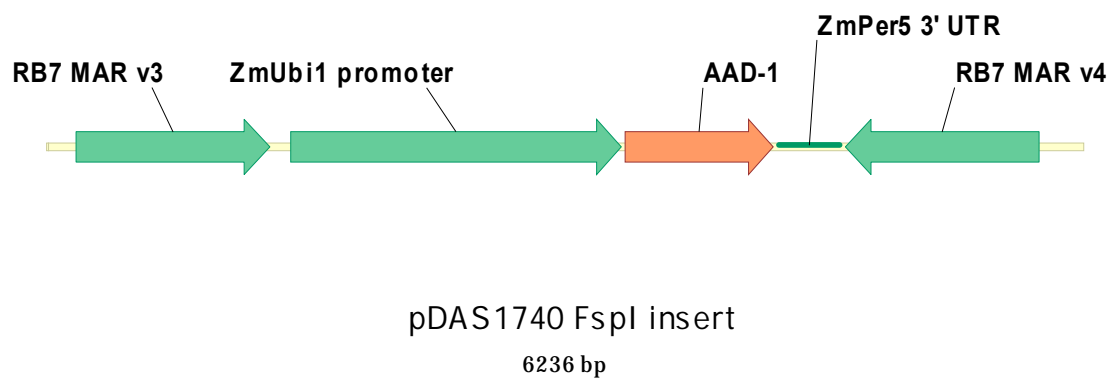 ZmPer5 3' UTR
RB7 MAR v3 ZmUbi1 promoter AAD-1 RB7 MAR v4
pDAS1740 FspI insert
6236 bp